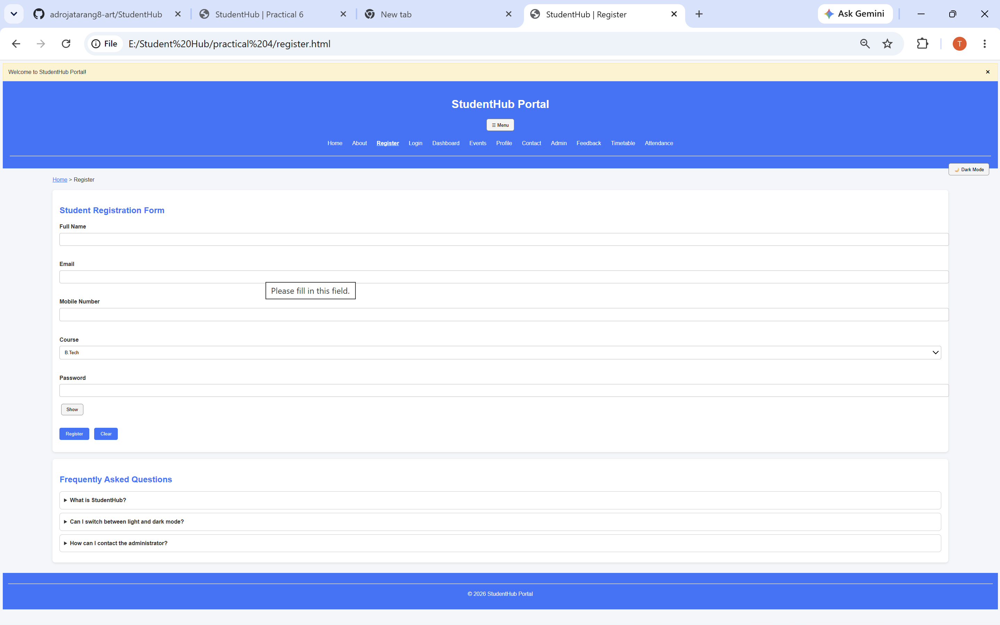 adrojatarang8-art/StudentHub
StudentHub | Practical 6
New tab
StudentHub | Register
Ask Gemini
File
E:/Student%20Hub/practical%204/register.html
T
Welcome to StudentHub Portal!
StudentHub Portal
☰ Menu
Home About Register Login Dashboard Events Profile Contact Admin Feedback Timetable Attendance
🌙 Dark Mode
Home > Register
Student Registration Form
Full Name
Email
Please fill in this field.
Mobile Number
Course
B.Tech
Password
Show
Register Clear
Frequently Asked Questions
What is StudentHub?
Can I switch between light and dark mode?
How can I contact the administrator?
© 2026 StudentHub Portal